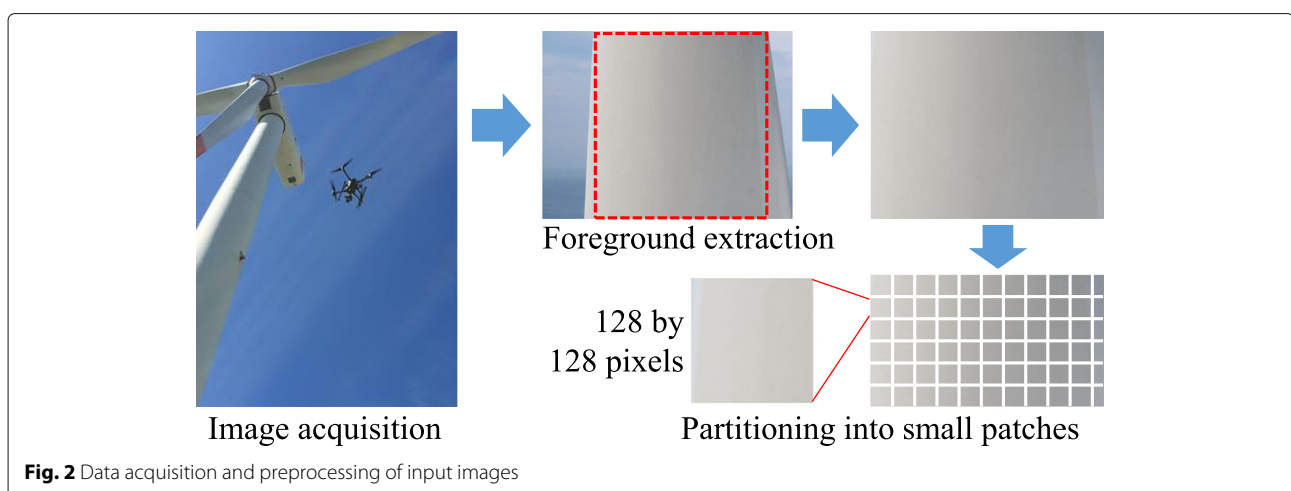 Image acquisition
Foreground extraction
128 by
128 pixels
Partitioning into small patches
Fig. 2 Data acquisition and preprocessing of input images